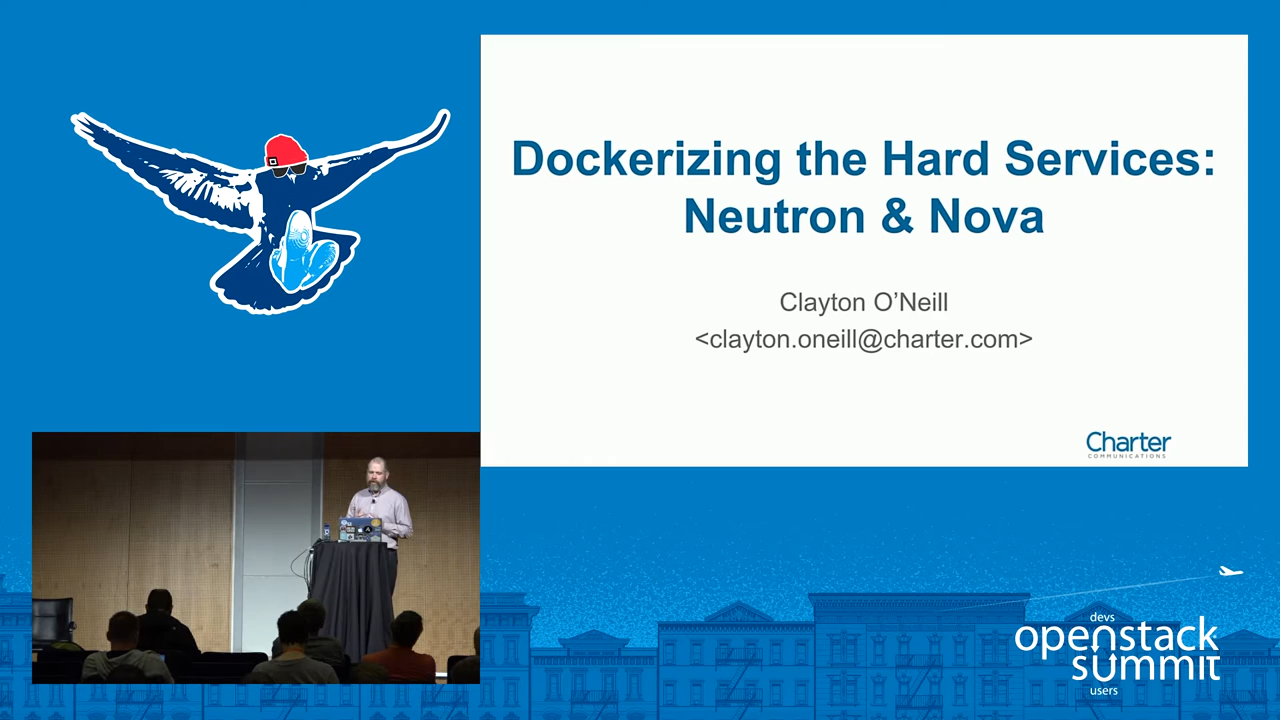 Dockerizing the Hard Services:
Neutron & Nova
Clayton O’Neill
<clayton.oneill@charter.com>
Charter
COMMUNICATIONS
devs
openstack
summit
users